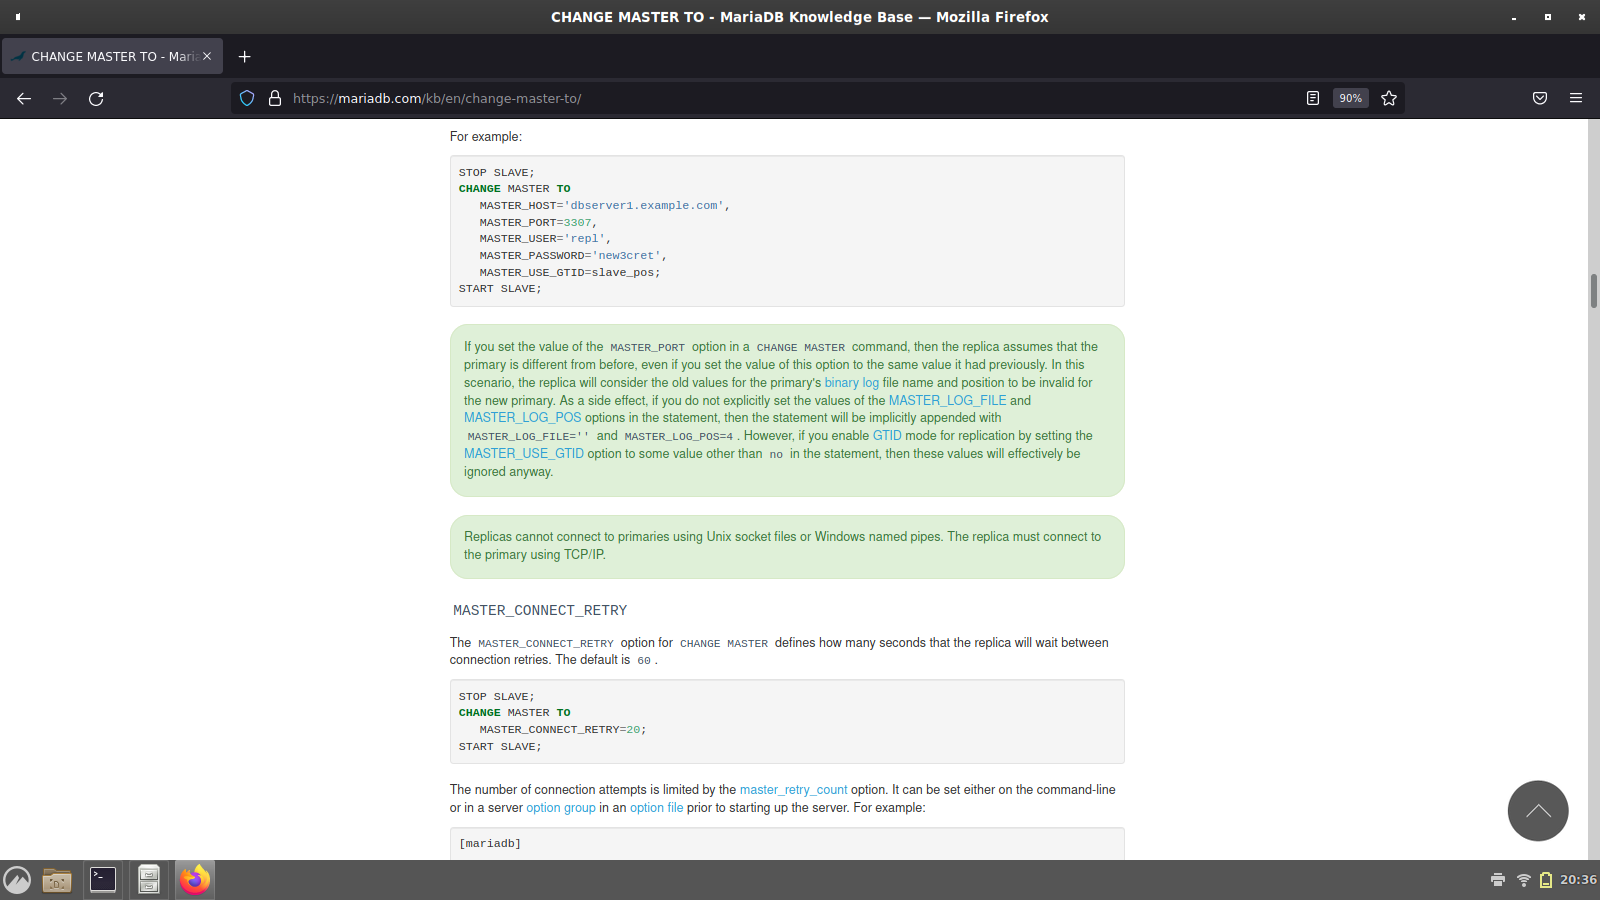 CHANGE MASTER TO - MariaDB Knowledge Base — Mozilla Firefox
CHANGE MASTER TO - Maria
https://mariadb.com/kb/en/change-master-to/
90%
For example:
STOP SLAVE;
CHANGE MASTER TO
MASTER_HOST='dbserver1.example.com',
MASTER_PORT=3307,
MASTER_USER='repl',
MASTER_PASSWORD='new3cret',
MASTER_USE_GTID=slave_pos;
START SLAVE;
If you set the value of the MASTER_PORT option in a CHANGE MASTER command, then the replica assumes that the
primary is different from before, even if you set the value of this option to the same value it had previously. In this
scenario, the replica will consider the old values for the primary's binary log file name and position to be invalid for
the new primary. As a side effect, if you do not explicitly set the values of the MASTER_LOG_FILE and
MASTER_LOG_POS options in the statement, then the statement will be implicitly appended with
MASTER_LOG_FILE='' and MASTER_LOG_POS=4 . However, if you enable GTID mode for replication by setting the
MASTER_USE_GTID option to some value other than no in the statement, then these values will effectively be
ignored anyway.
Replicas cannot connect to primaries using Unix socket files or Windows named pipes. The replica must connect to
the primary using TCP/IP.
MASTER_CONNECT_RETRY
The MASTER_CONNECT_RETRY option for CHANGE MASTER defines how many seconds that the replica will wait between
connection retries. The default is 60 .
STOP SLAVE;
CHANGE MASTER TO
MASTER_CONNECT_RETRY=20;
START SLAVE;
The number of connection attempts is limited by the master_retry_count option. It can be set either on the command-line
or in a server option group in an option file prior to starting up the server. For example:
[mariadb]
20:36